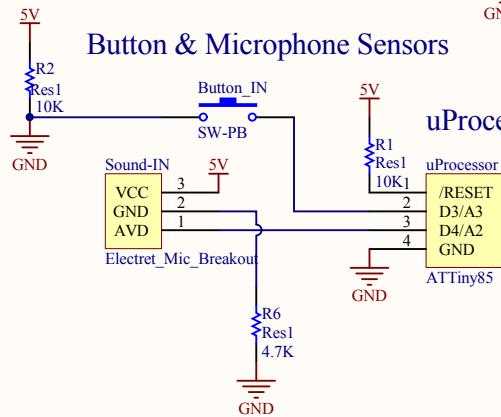 GN
5V
Button & Microphone Sensors
R2
Res1
10K
GND
Button_IN
SW-PB
5V
R1
Res1
10K
uProce
Sound-IN
5V
VCC 3
GND 2
AVD 1
Electret_Mic_Breakout
uProcessor
1 /RESET
2 D3/A3
3 D4/A2
4 GND
ATTiny85
GND
R6
Res1
4.7K
GND